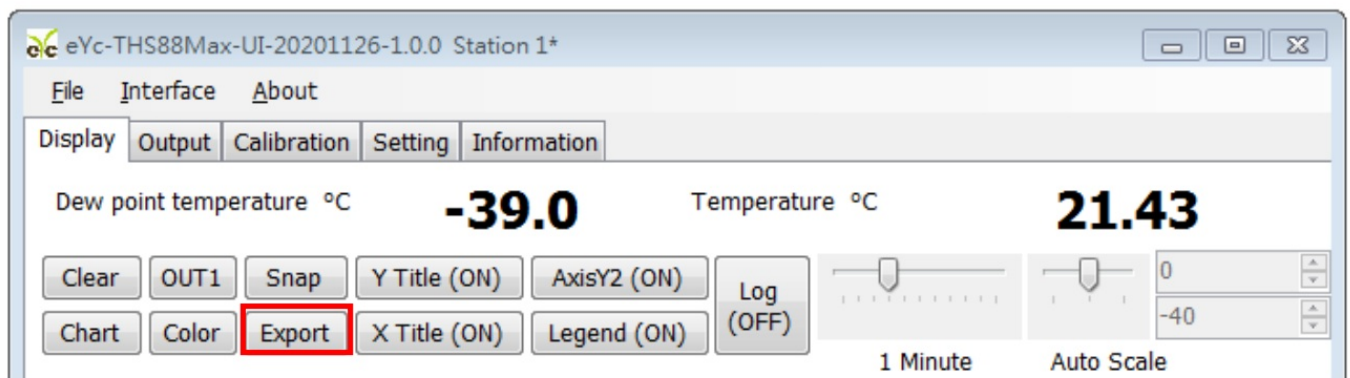 eyc eYc-THS88Max-UI-20201126-1.0.0 Station 1*
File Interface About
Display Output Calibration Setting Information
Dew point temperature °C -39.0 Temperature °C 21.43
Clear OUT1 Snap Y Title (ON) AxisY2 (ON) Log (OFF) 0
Chart Color Export X Title (ON) Legend (ON) -40
1 Minute Auto Scale